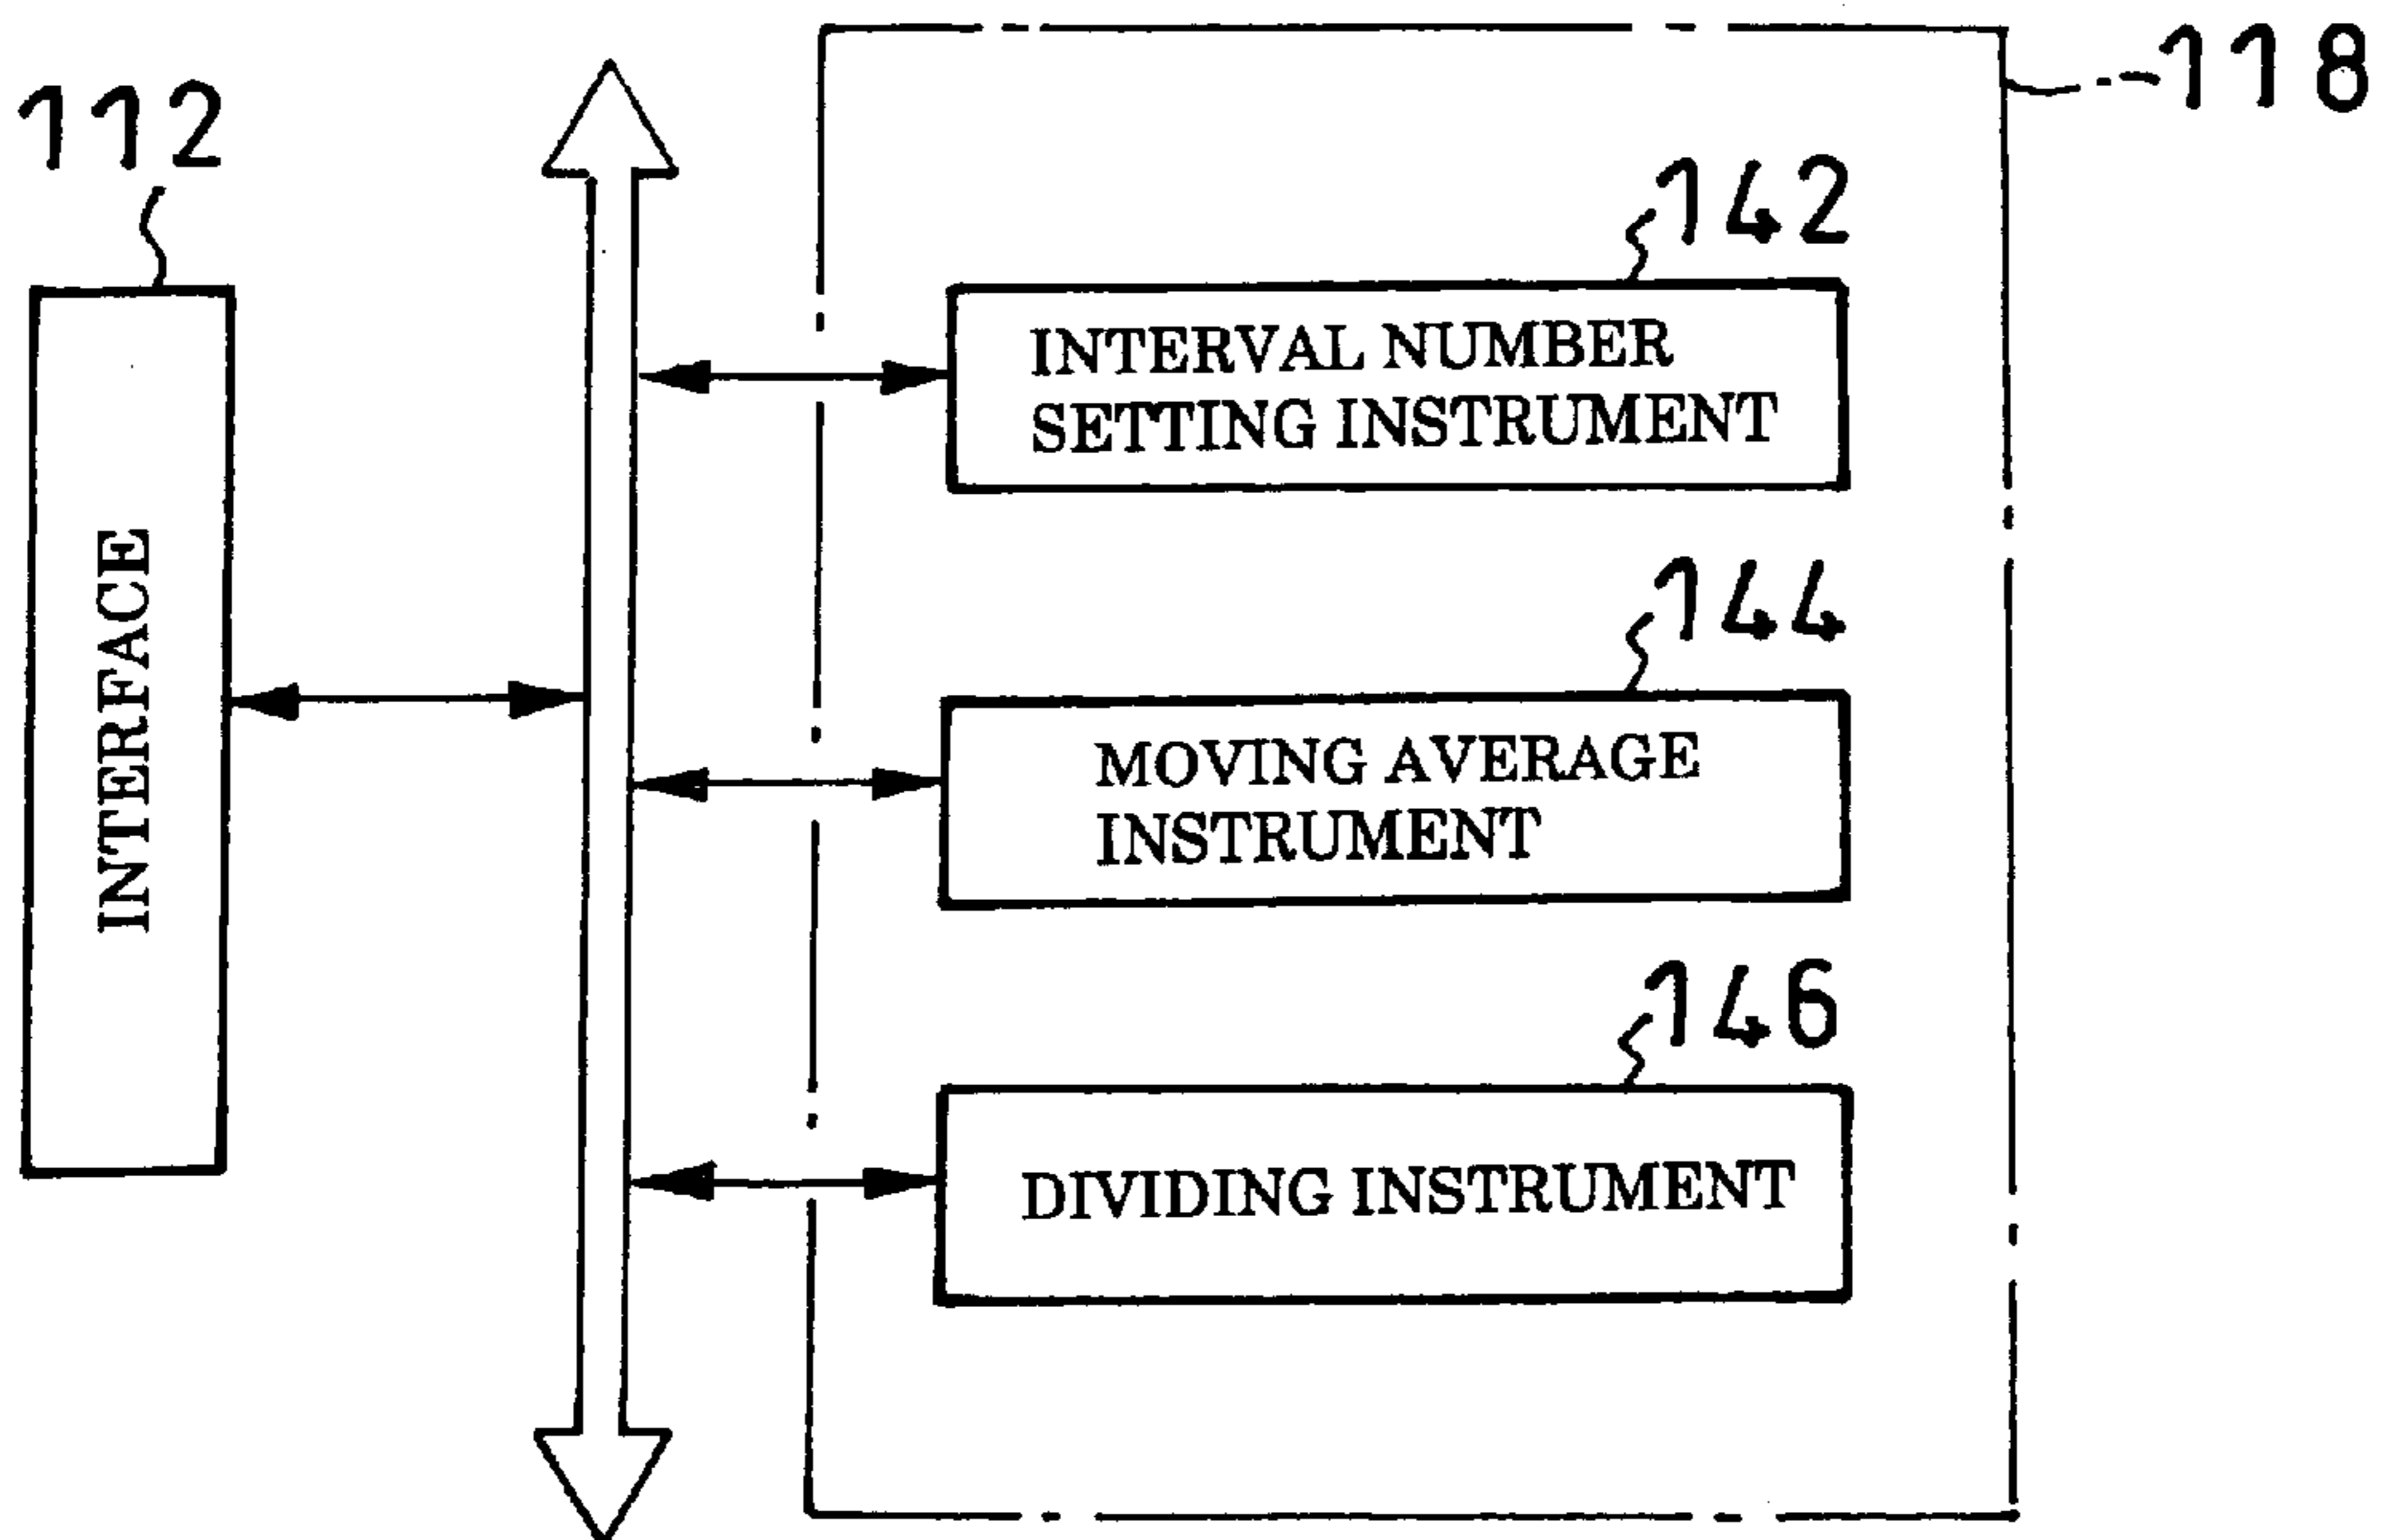 118
112
142
INTERVAL NUMBER
SETTING INSTRUMENT
INTERFACE
144
MOVING AVERAGE
INSTRUMENT
146
DIVIDING INSTRUMENT